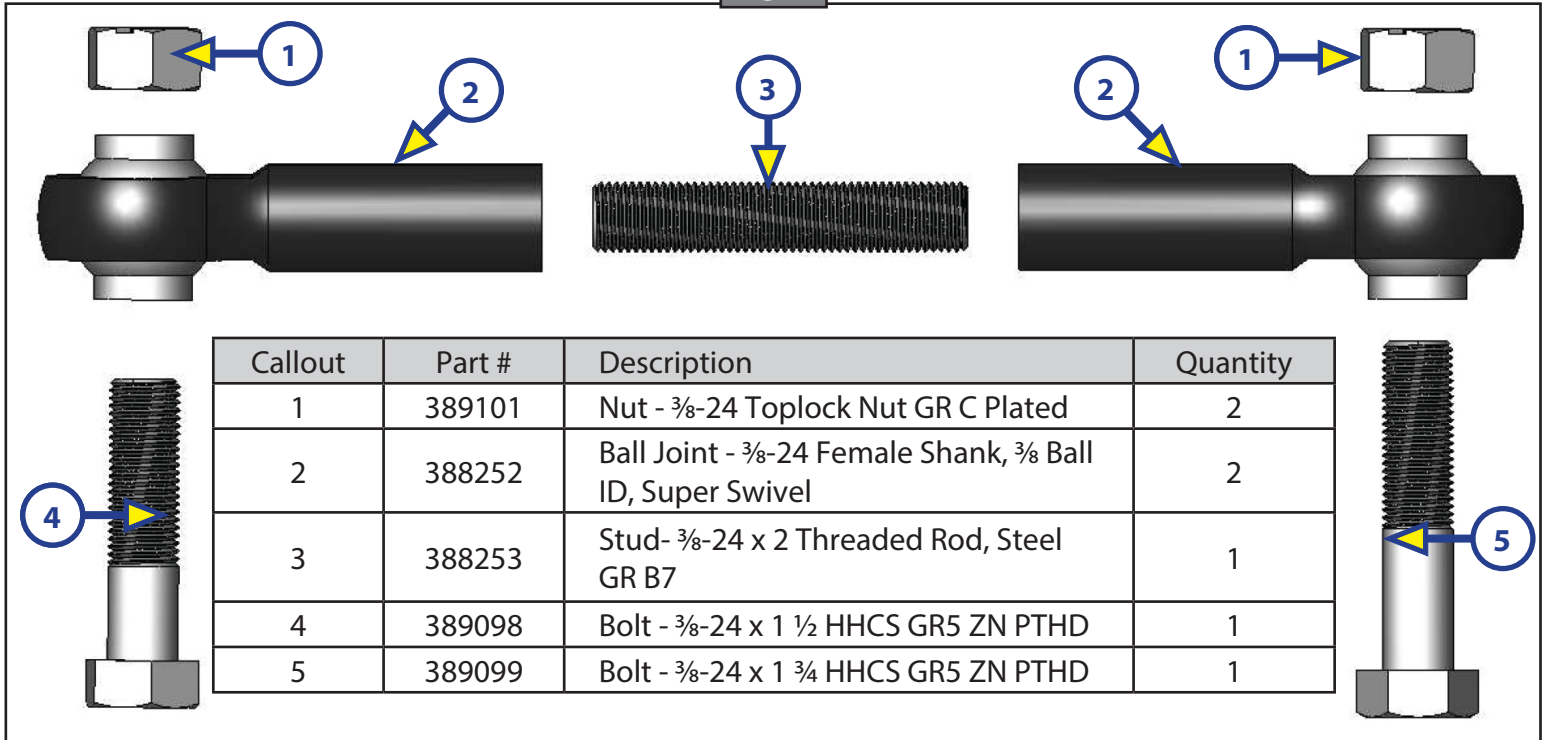 1
1
2
3
2
Callout Part # Description Quantity
1 389101 Nut - ⅜-24 Toplock Nut GR C Plated 2
2 388252 Ball Joint - ⅜-24 Female Shank, ⅜ Ball
ID, Super Swivel 2
3 388253 Stud- ⅜-24 x 2 Threaded Rod, Steel
GR B7 1
4 389098 Bolt - ⅜-24 x 1 ½ HHCS GR5 ZN PTHD 1
5 389099 Bolt - ⅜-24 x 1 ¾ HHCS GR5 ZN PTHD 1
4
5